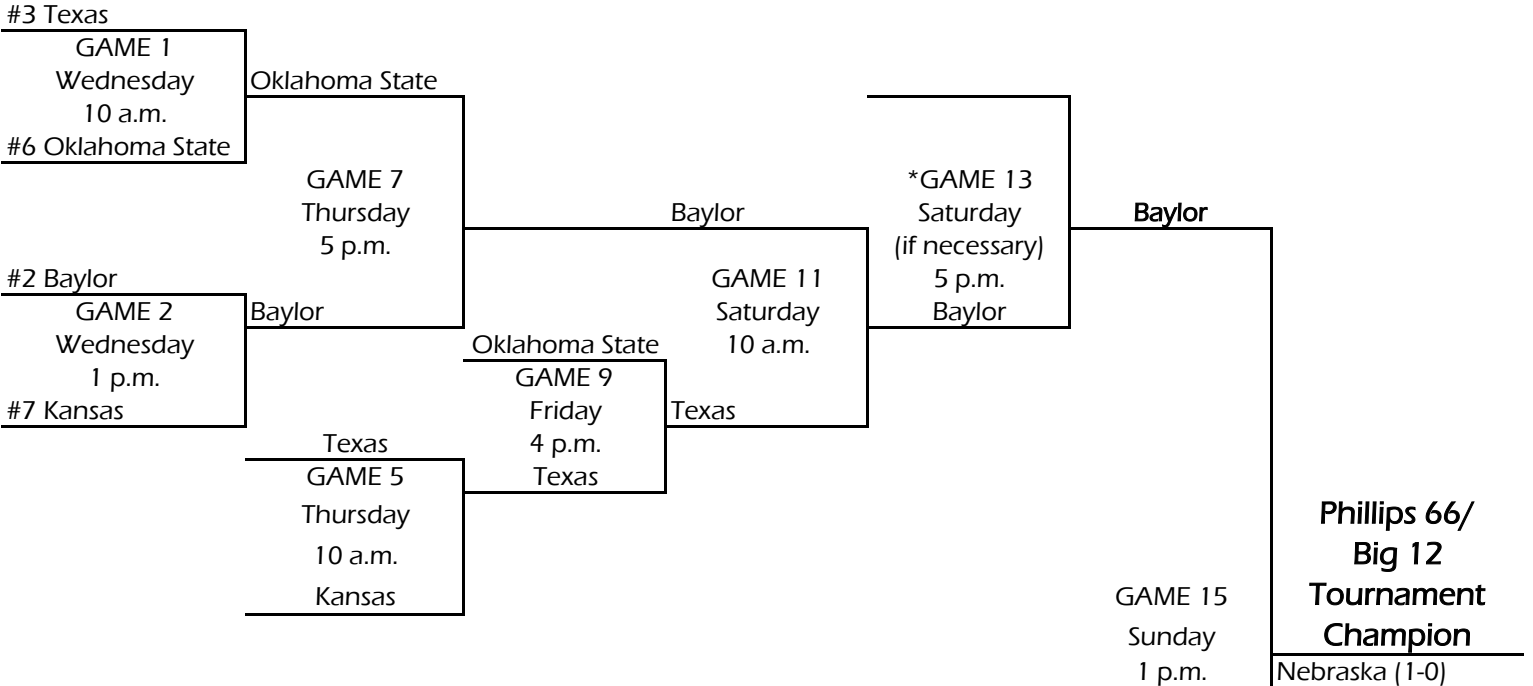 #3 Texas
GAME 1
Wednesday
10 a.m.
#6 Oklahoma State
Oklahoma State
GAME 7
Thursday
5 p.m.
#2 Baylor
GAME 2
Wednesday
1 p.m.
#7 Kansas
Baylor
Texas
GAME 5
Thursday
10 a.m.
Kansas
Oklahoma State
GAME 9
Friday
4 p.m.
Texas
Baylor
GAME 11
Saturday
10 a.m.
Texas
*GAME 13
Saturday
(if necessary)
5 p.m.
Baylor
Baylor
GAME 15
Sunday
1 p.m.
Phillips 66/
Big 12
Tournament
Champion
Nebraska (1-0)